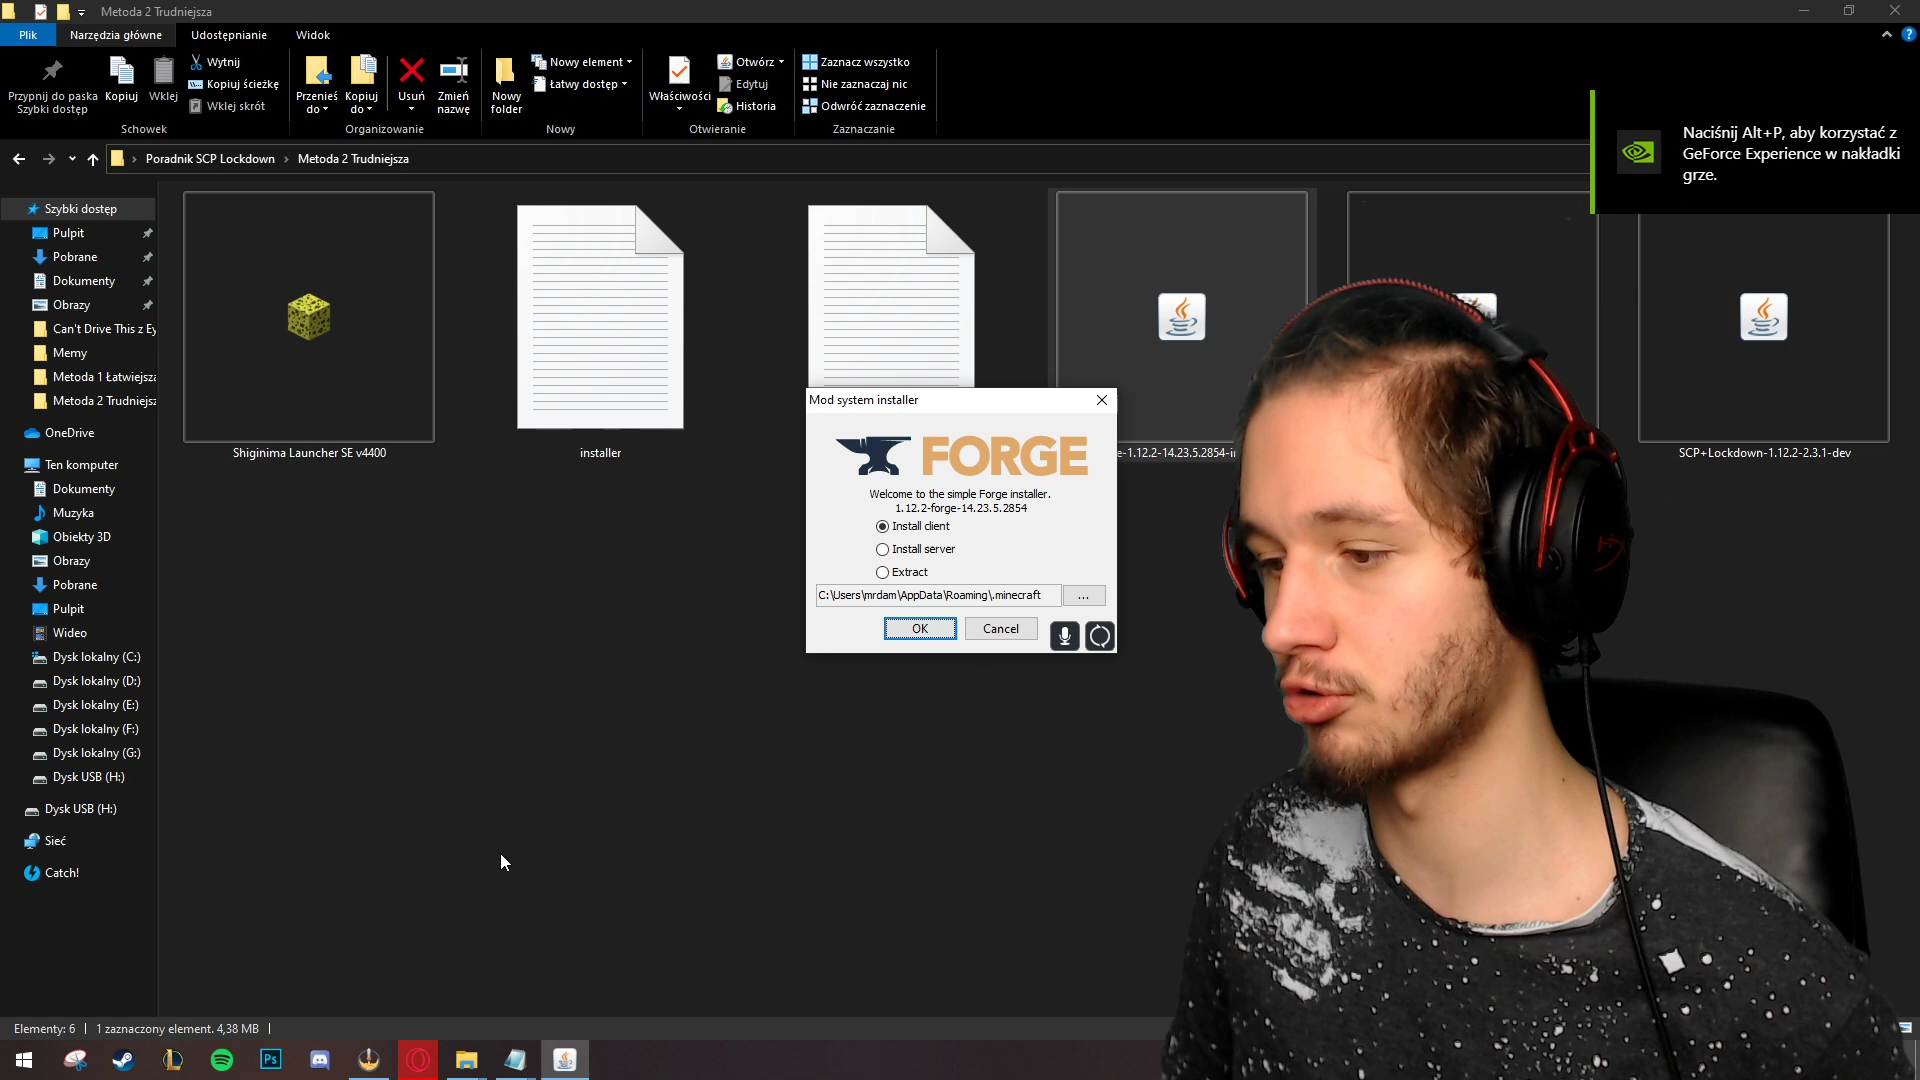 Metoda 2 Trudniejsza
Plik
Narzędzia główne
Udostępnianie
Widok
Przypnij do paska
Szybki dostęp
Kopiuj
Wklej
Wytnij
Kopiuj ścieżkę
Wklej skrót
Schowek
Przenieś
do
Kopiuj
do
Usuń
Zmień
nazwę
Organizowanie
Nowy
folder
Nowy element
Łatwy dostęp
Nowy
Właściwości
Otwórz
Edytuj
Historia
Otwieranie
Zaznacz wszystko
Nie zaznaczaj nic
Odwróć zaznaczenie
Zaznaczanie
Naciśnij Alt+P, aby korzystać z
GeForce Experience w nakładki
grze.
Poradnik SCP Lockdown > Metoda 2 Trudniejsza
Szybki dostęp
Pulpit
Pobrane
Dokumenty
Obrazy
Can't Drive This z Ey
Memy
Metoda 1 Łatwiejsza
Metoda 2 Trudniejsz
OneDrive
Ten komputer
Dokumenty
Muzyka
Obiekty 3D
Obrazy
Pobrane
Pulpit
Wideo
Dysk lokalny (C:)
Dysk lokalny (D:)
Dysk lokalny (E:)
Dysk lokalny (F:)
Dysk lokalny (G:)
Dysk USB (H:)
Dysk USB (H:)
Sieć
Catch!
Shiginima Launcher SE v4400
installer
e-1.12.2-14.23.5.2854-i
SCP+Lockdown-1.12.2-2.3.1-dev
Mod system installer
FORGE
Welcome to the simple Forge installer.
1.12.2-forge-14.23.5.2854
Install client
Install server
Extract
C:\Users\mrdam\AppData\Roaming\.minecraft
...
OK
Cancel
Elementy: 6
1 zaznaczony element. 4,38 MB
Ps